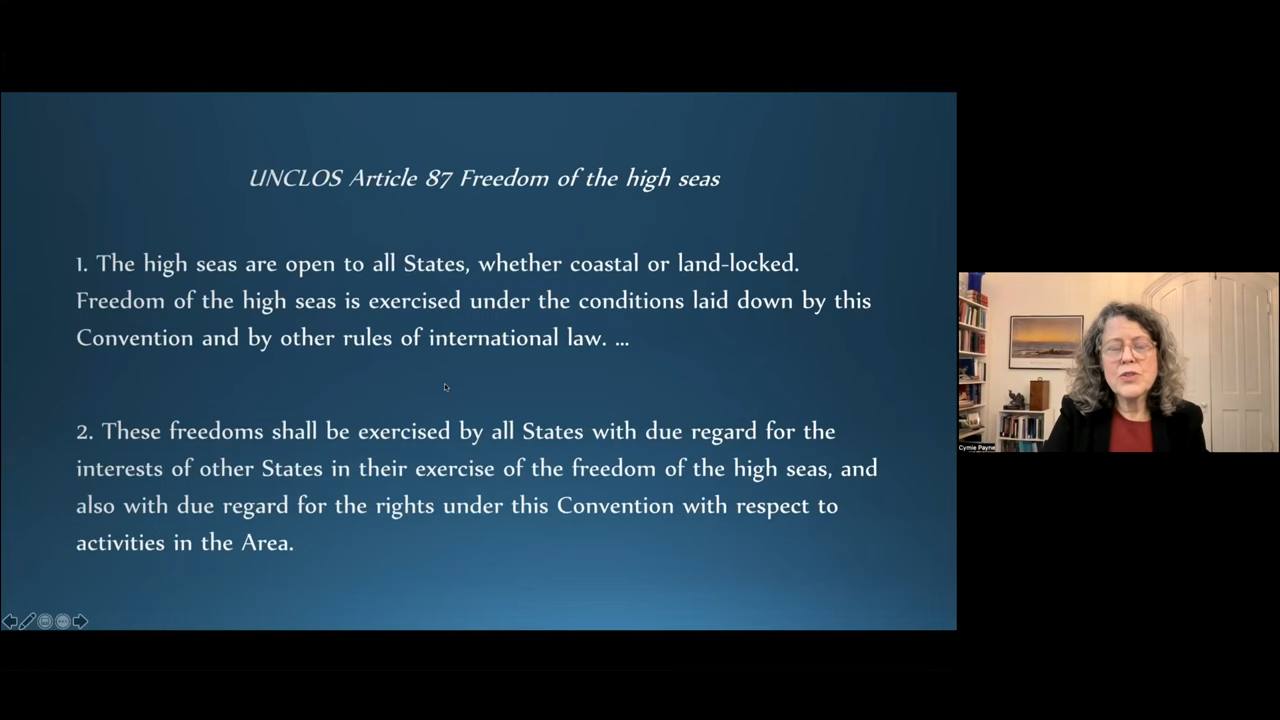 UNCLOS Article 87 Freedom of the high seas
1. The high seas are open to all States, whether coastal or land-locked.
Freedom of the high seas is exercised under the conditions laid down by this
Convention and by other rules of international law. ...
2. These freedoms shall be exercised by all States with due regard for the
interests of other States in their exercise of the freedom of the high seas, and
also with due regard for the rights under this Convention with respect to
activities in the Area.
Cymie Payne